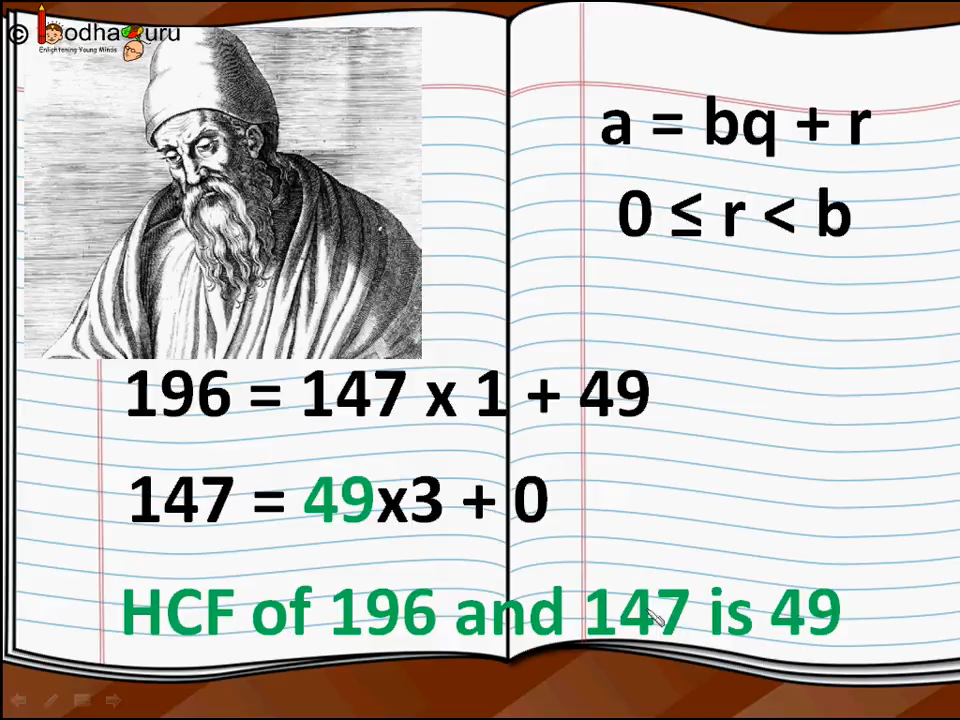 © BodhaGuru
Enlightening Young Minds
a = bq + r
0 ≤ r < b
196 = 147 x 1 + 49
147 = 49x3 + 0
HCF of 196 and 147 is 49